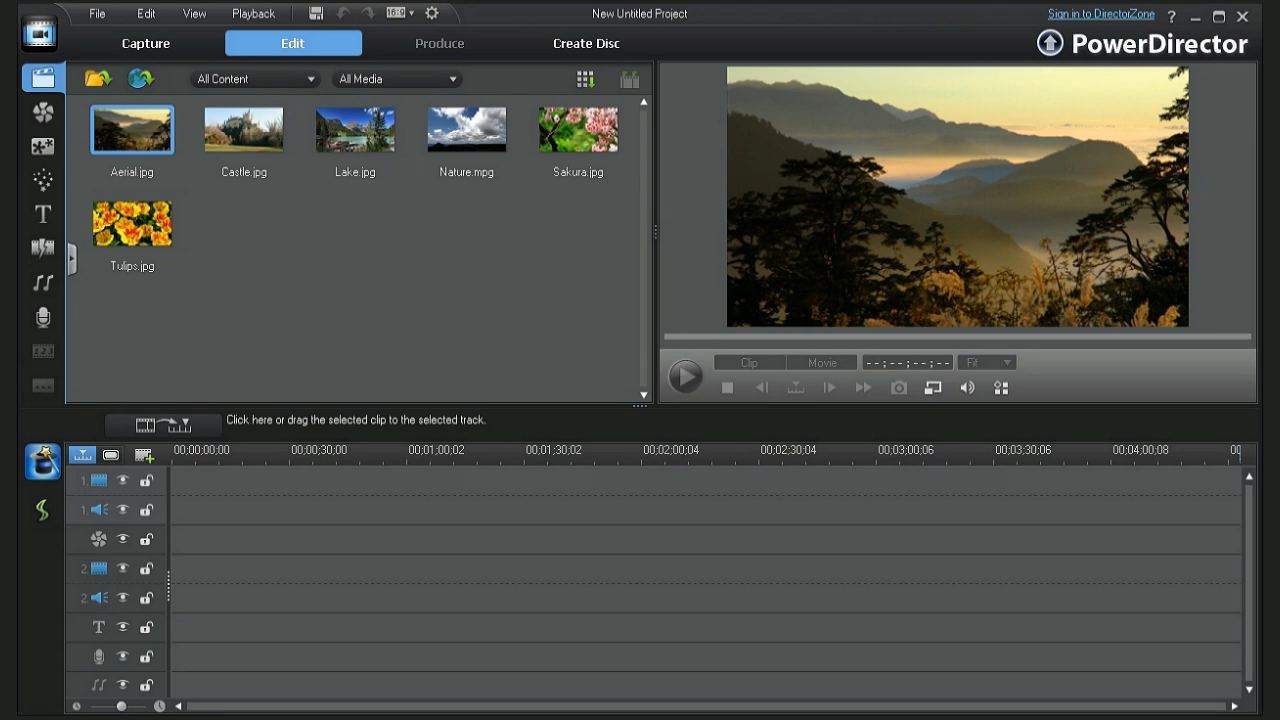 File Edit View Playback 16:9 New Untitled Project Sign in to DirectorZone ?
Capture Edit Produce Create Disc PowerDirector
All Content All Media
Aerial.jpg Castle.jpg Lake.jpg Nature.mpg Sakura.jpg
Tulips.jpg
T
Clip Movie --;--;--;-- Fit
Click here or drag the selected clip to the selected track.
00;00;00;00 00;00;30;00 00;01;00;02 00;01;30;02 00;02;00;04 00;02;30;04 00;03;00;06 00;03;30;06 00;04;00;08
1.
1.
2.
2.
T